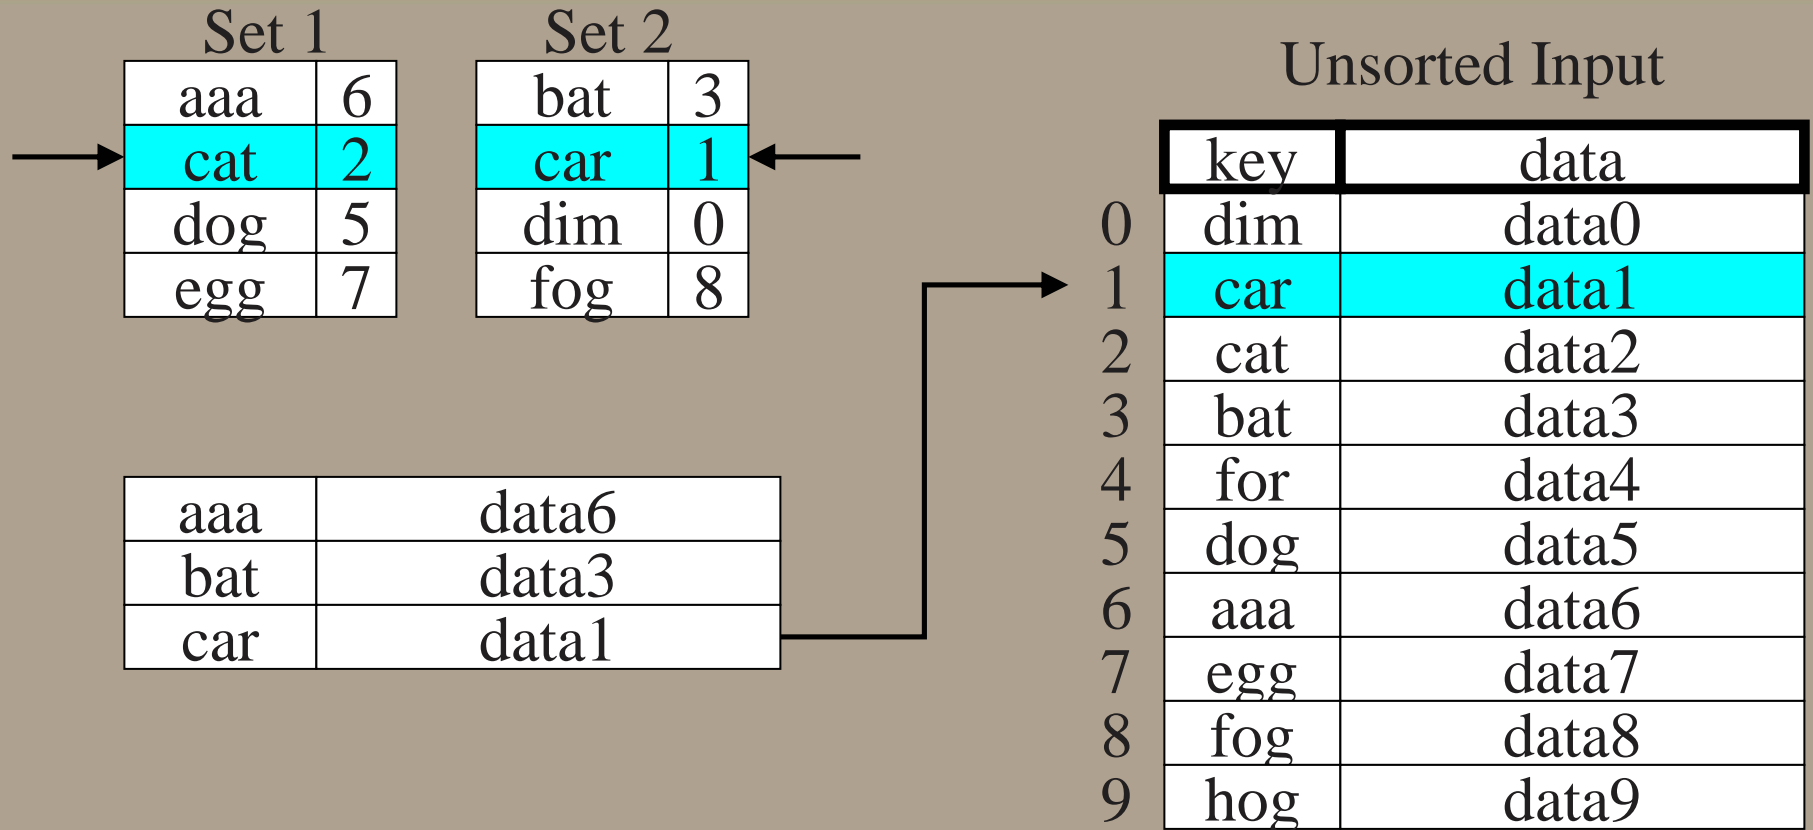 Set 1
aaa 6
cat 2
dog 5
egg 7
Set 2
bat 3
car 1
dim 0
fog 8
aaa data6
bat data3
car data1
Unsorted Input
key data
0 dim data0
1 car data1
2 cat data2
3 bat data3
4 for data4
5 dog data5
6 aaa data6
7 egg data7
8 fog data8
9 hog data9